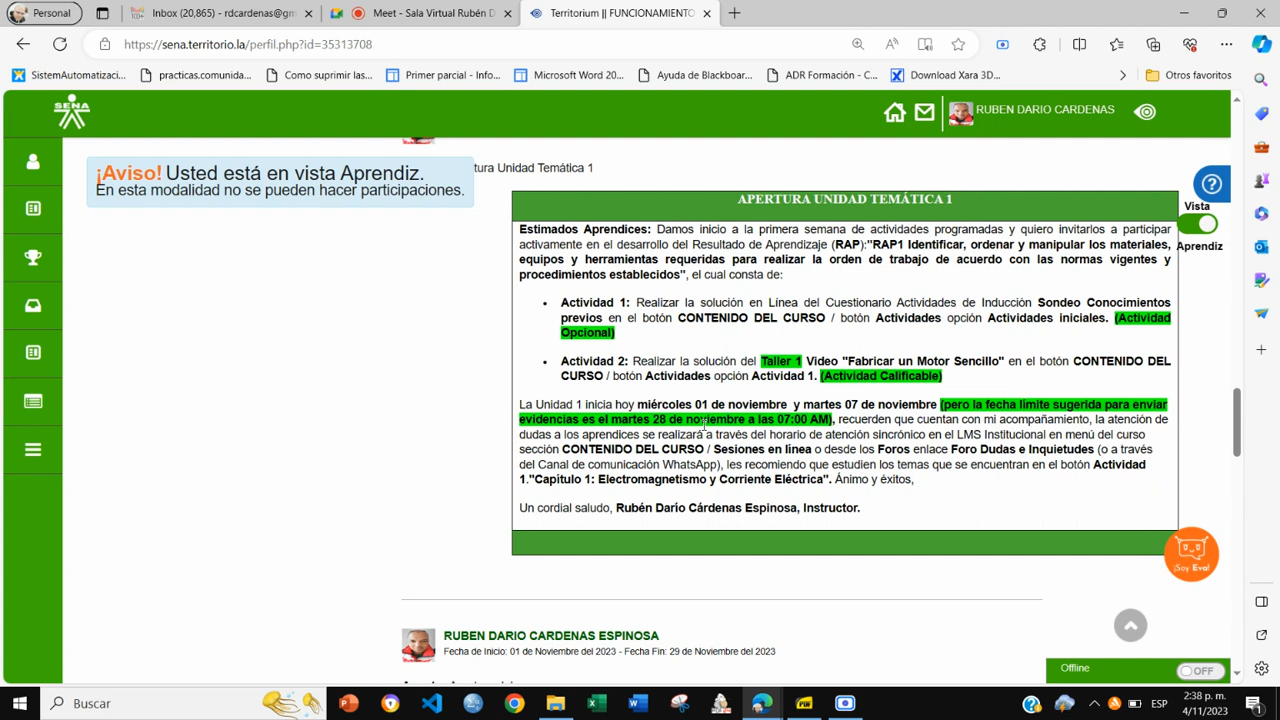 Personal
Inbox (20,865) - rdcardenas@gm
Meet - Sala Virtual Rubén D
Territorium || FUNCIONAMIENTO
https://sena.territorio.la/perfil.php?id=35313708
SistemAutomatizaci...
practicas.comunida...
Como suprimir las...
Primer parcial - Info...
Microsoft Word 20...
Ayuda de Blackboar...
ADR Formación - C...
Download Xara 3D...
Otros favoritos
SENA
RUBEN DARIO CARDENAS
¡Aviso! Usted está en vista Aprendiz.
En esta modalidad no se pueden hacer participaciones.
tura Unidad Temática 1
Vista
Aprendiz
APERTURA UNIDAD TEMÁTICA 1
Estimados Aprendices: Damos inicio a la primera semana de actividades programadas y quiero invitarlos a participar
activamente en el desarrollo del Resultado de Aprendizaje (RAP):"RAP1 Identificar, ordenar y manipular los materiales,
equipos y herramientas requeridas para realizar la orden de trabajo de acuerdo con las normas vigentes y
procedimientos establecidos", el cual consta de:
• Actividad 1: Realizar la solución en Línea del Cuestionario Actividades de Inducción Sondeo Conocimientos
previos en el botón CONTENIDO DEL CURSO / botón Actividades opción Actividades iniciales. (Actividad
Opcional)
• Actividad 2: Realizar la solución del Taller 1 Video "Fabricar un Motor Sencillo" en el botón CONTENIDO DEL
CURSO / botón Actividades opción Actividad 1. (Actividad Calificable)
La Unidad 1 inicia hoy miércoles 01 de noviembre y martes 07 de noviembre (pero la fecha límite sugerida para enviar
evidencias es el martes 28 de noviembre a las 07:00 AM), recuerden que cuentan con mi acompañamiento, la atención de
dudas a los aprendices se realizará a través del horario de atención sincrónico en el LMS Institucional en menú del curso
sección CONTENIDO DEL CURSO / Sesiones en línea o desde los Foros enlace Foro Dudas e Inquietudes (o a través
del Canal de comunicación WhatsApp), les recomiendo que estudien los temas que se encuentran en el botón Actividad
1."Capitulo 1: Electromagnetismo y Corriente Eléctrica". Ánimo y éxitos,
Un cordial saludo, Rubén Darío Cárdenas Espinosa, Instructor.
¡Soy Eva!
RUBEN DARIO CARDENAS ESPINOSA
Fecha de Inicio: 01 de Noviembre del 2023 - Fecha Fin: 29 de Noviembre del 2023
Offline
OFF
Buscar
ESP
2:38 p. m.
4/11/2023